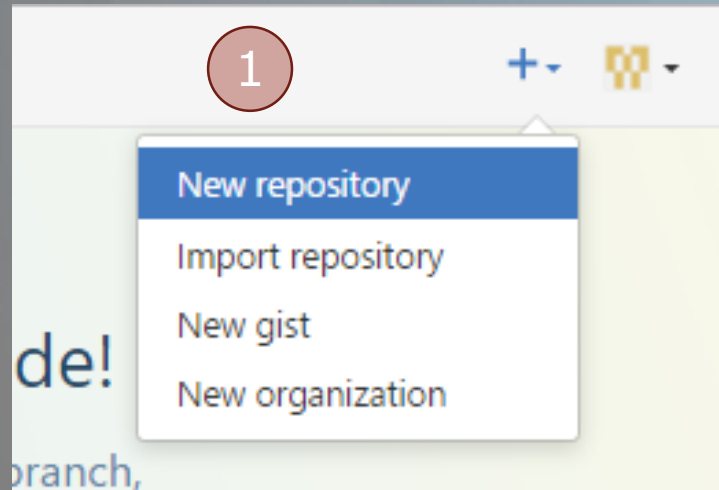 1
New repository
Import repository
New gist
de!
New organization
branch,